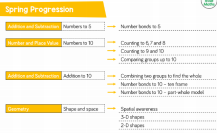 Spring Progression
Addition and Subtraction Numbers to 5
Number bonds to 5
Number and Place Value Numbers to 10
Counting to 6, 7 and 8
Counting to 9 and 10
Comparing groups up to 10
Addition and Subtraction Addition to 10
Combining two groups to find the whole
Number bonds to 10 – ten frame
Number bonds to 10 – part-whole model
Geometry Shape and space
Spatial awareness
3-D shapes
2-D shapes